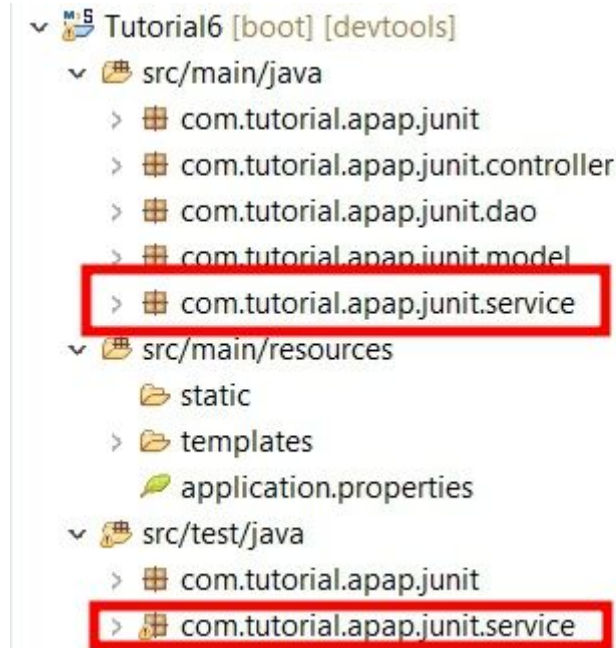 Tutorial6 [boot] [devtools]
src/main/java
com.tutorial.apap.junit
com.tutorial.apap.junit.controller
com.tutorial.apap.junit.dao
com.tutorial.apap.junit.model
com.tutorial.apap.junit.service
src/main/resources
static
templates
application.properties
src/test/java
com.tutorial.apap.junit
com.tutorial.apap.junit.service